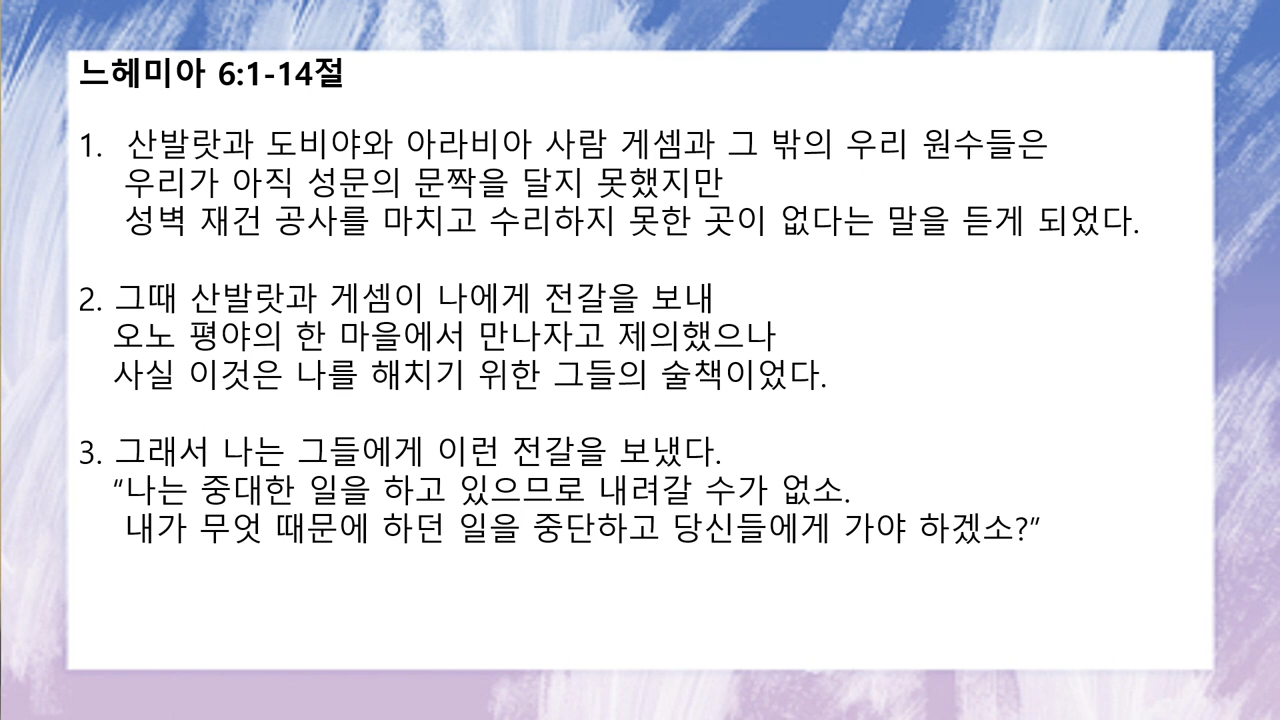 느헤미아 6:1-14절
1. 산발랏과 도비야와 아라비아 사람 게셈과 그 밖의 우리 원수들은
우리가 아직 성문의 문짝을 달지 못했지만
성벽 재건 공사를 마치고 수리하지 못한 곳이 없다는 말을 듣게 되었다.
2. 그때 산발랏과 게셈이 나에게 전갈을 보내
오노 평야의 한 마을에서 만나자고 제의했으나
사실 이것은 나를 해치기 위한 그들의 술책이었다.
3. 그래서 나는 그들에게 이런 전갈을 보냈다.
“나는 중대한 일을 하고 있으므로 내려갈 수가 없소.
내가 무엇 때문에 하던 일을 중단하고 당신들에게 가야 하겠소?”